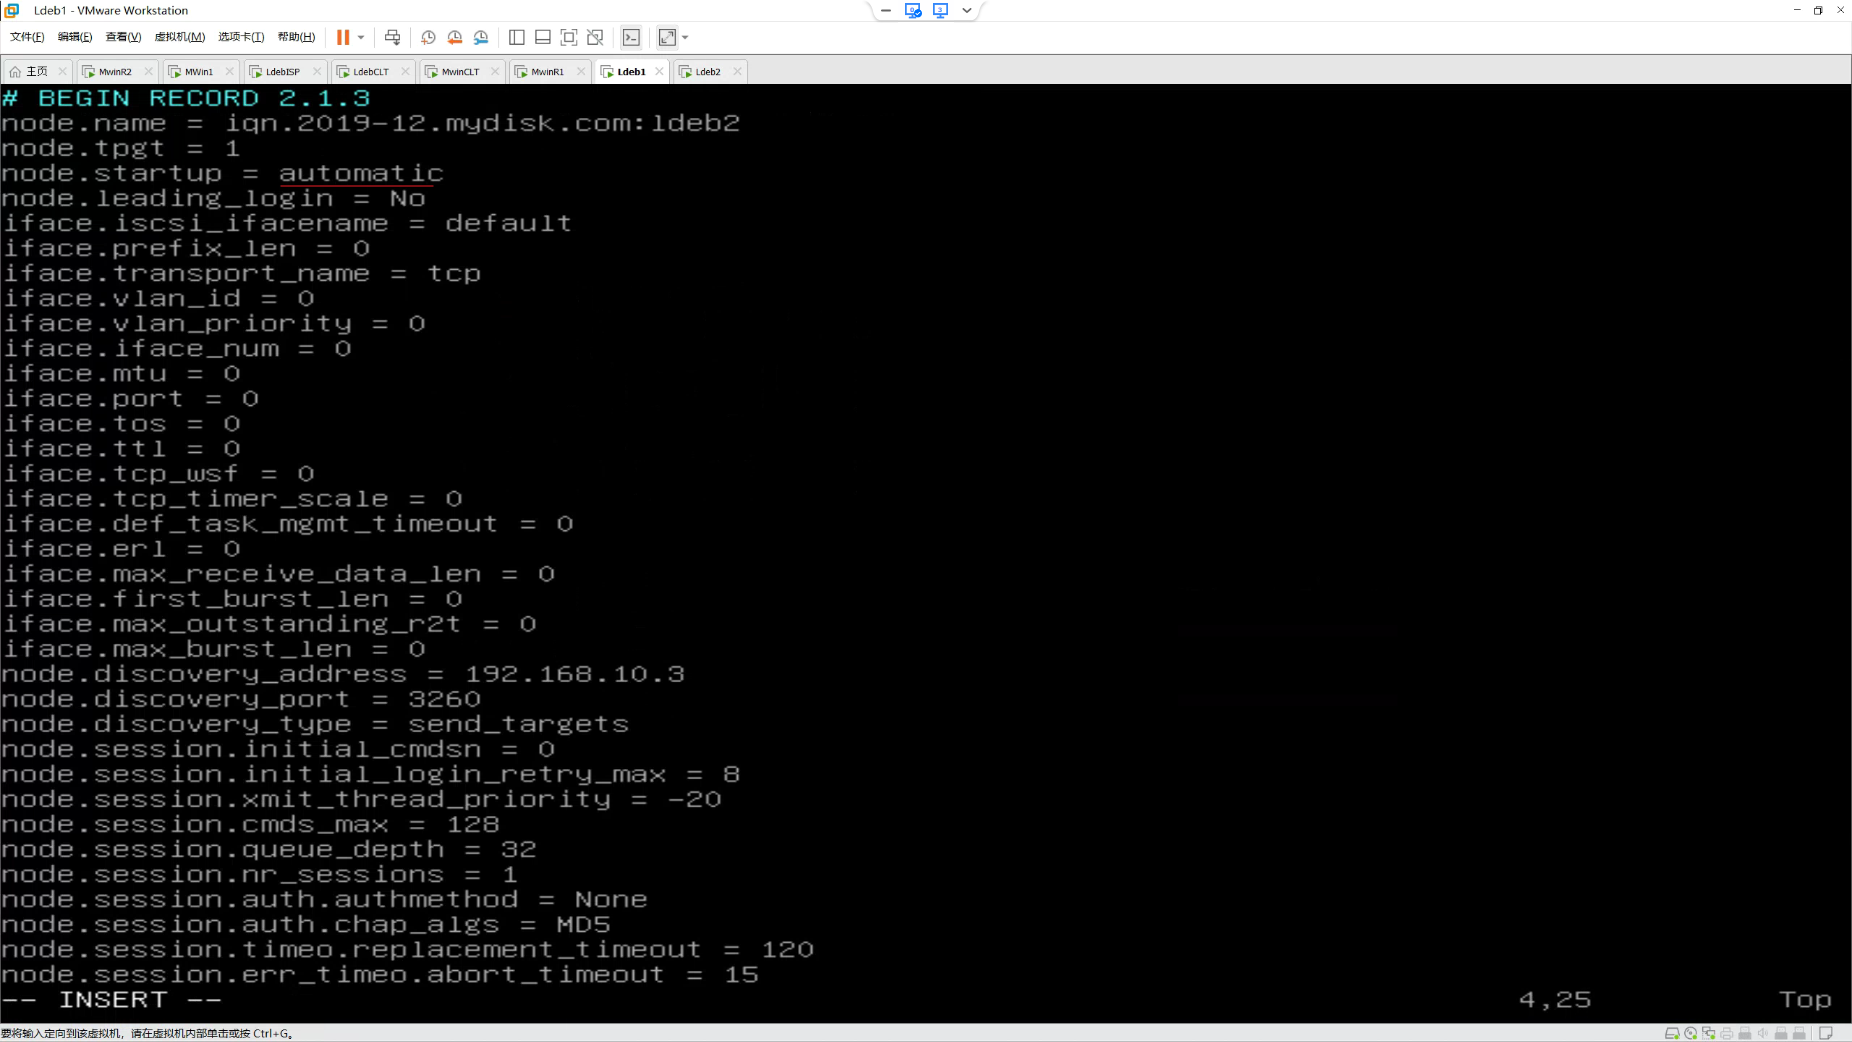 Ldeb1 - VMware Workstation
文件(F) 编辑(E) 查看(V) 虚拟机(M) 选项卡(T) 帮助(H)
主页 MwinR2 MWin1 LdebISP LdebCLT MwinCLT MwinR1 Ldeb1 Ldeb2
# BEGIN RECORD 2.1.3
node.name = iqn.2019-12.mydisk.com:ldeb2
node.tpgt = 1
node.startup = automatic
node.leading_login = No
iface.iscsi_ifacename = default
iface.prefix_len = 0
iface.transport_name = tcp
iface.vlan_id = 0
iface.vlan_priority = 0
iface.iface_num = 0
iface.mtu = 0
iface.port = 0
iface.tos = 0
iface.ttl = 0
iface.tcp_wsf = 0
iface.tcp_timer_scale = 0
iface.def_task_mgmt_timeout = 0
iface.erl = 0
iface.max_receive_data_len = 0
iface.first_burst_len = 0
iface.max_outstanding_r2t = 0
iface.max_burst_len = 0
node.discovery_address = 192.168.10.3
node.discovery_port = 3260
node.discovery_type = send_targets
node.session.initial_cmdsn = 0
node.session.initial_login_retry_max = 8
node.session.xmit_thread_priority = -20
node.session.cmds_max = 128
node.session.queue_depth = 32
node.session.nr_sessions = 1
node.session.auth.authmethod = None
node.session.auth.chap_algs = MD5
node.session.timeo.replacement_timeout = 120
node.session.err_timeo.abort_timeout = 15
-- INSERT -- 4,25 Top
要将输入定向到该虚拟机，请在虚拟机内部单击或按 Ctrl+G。